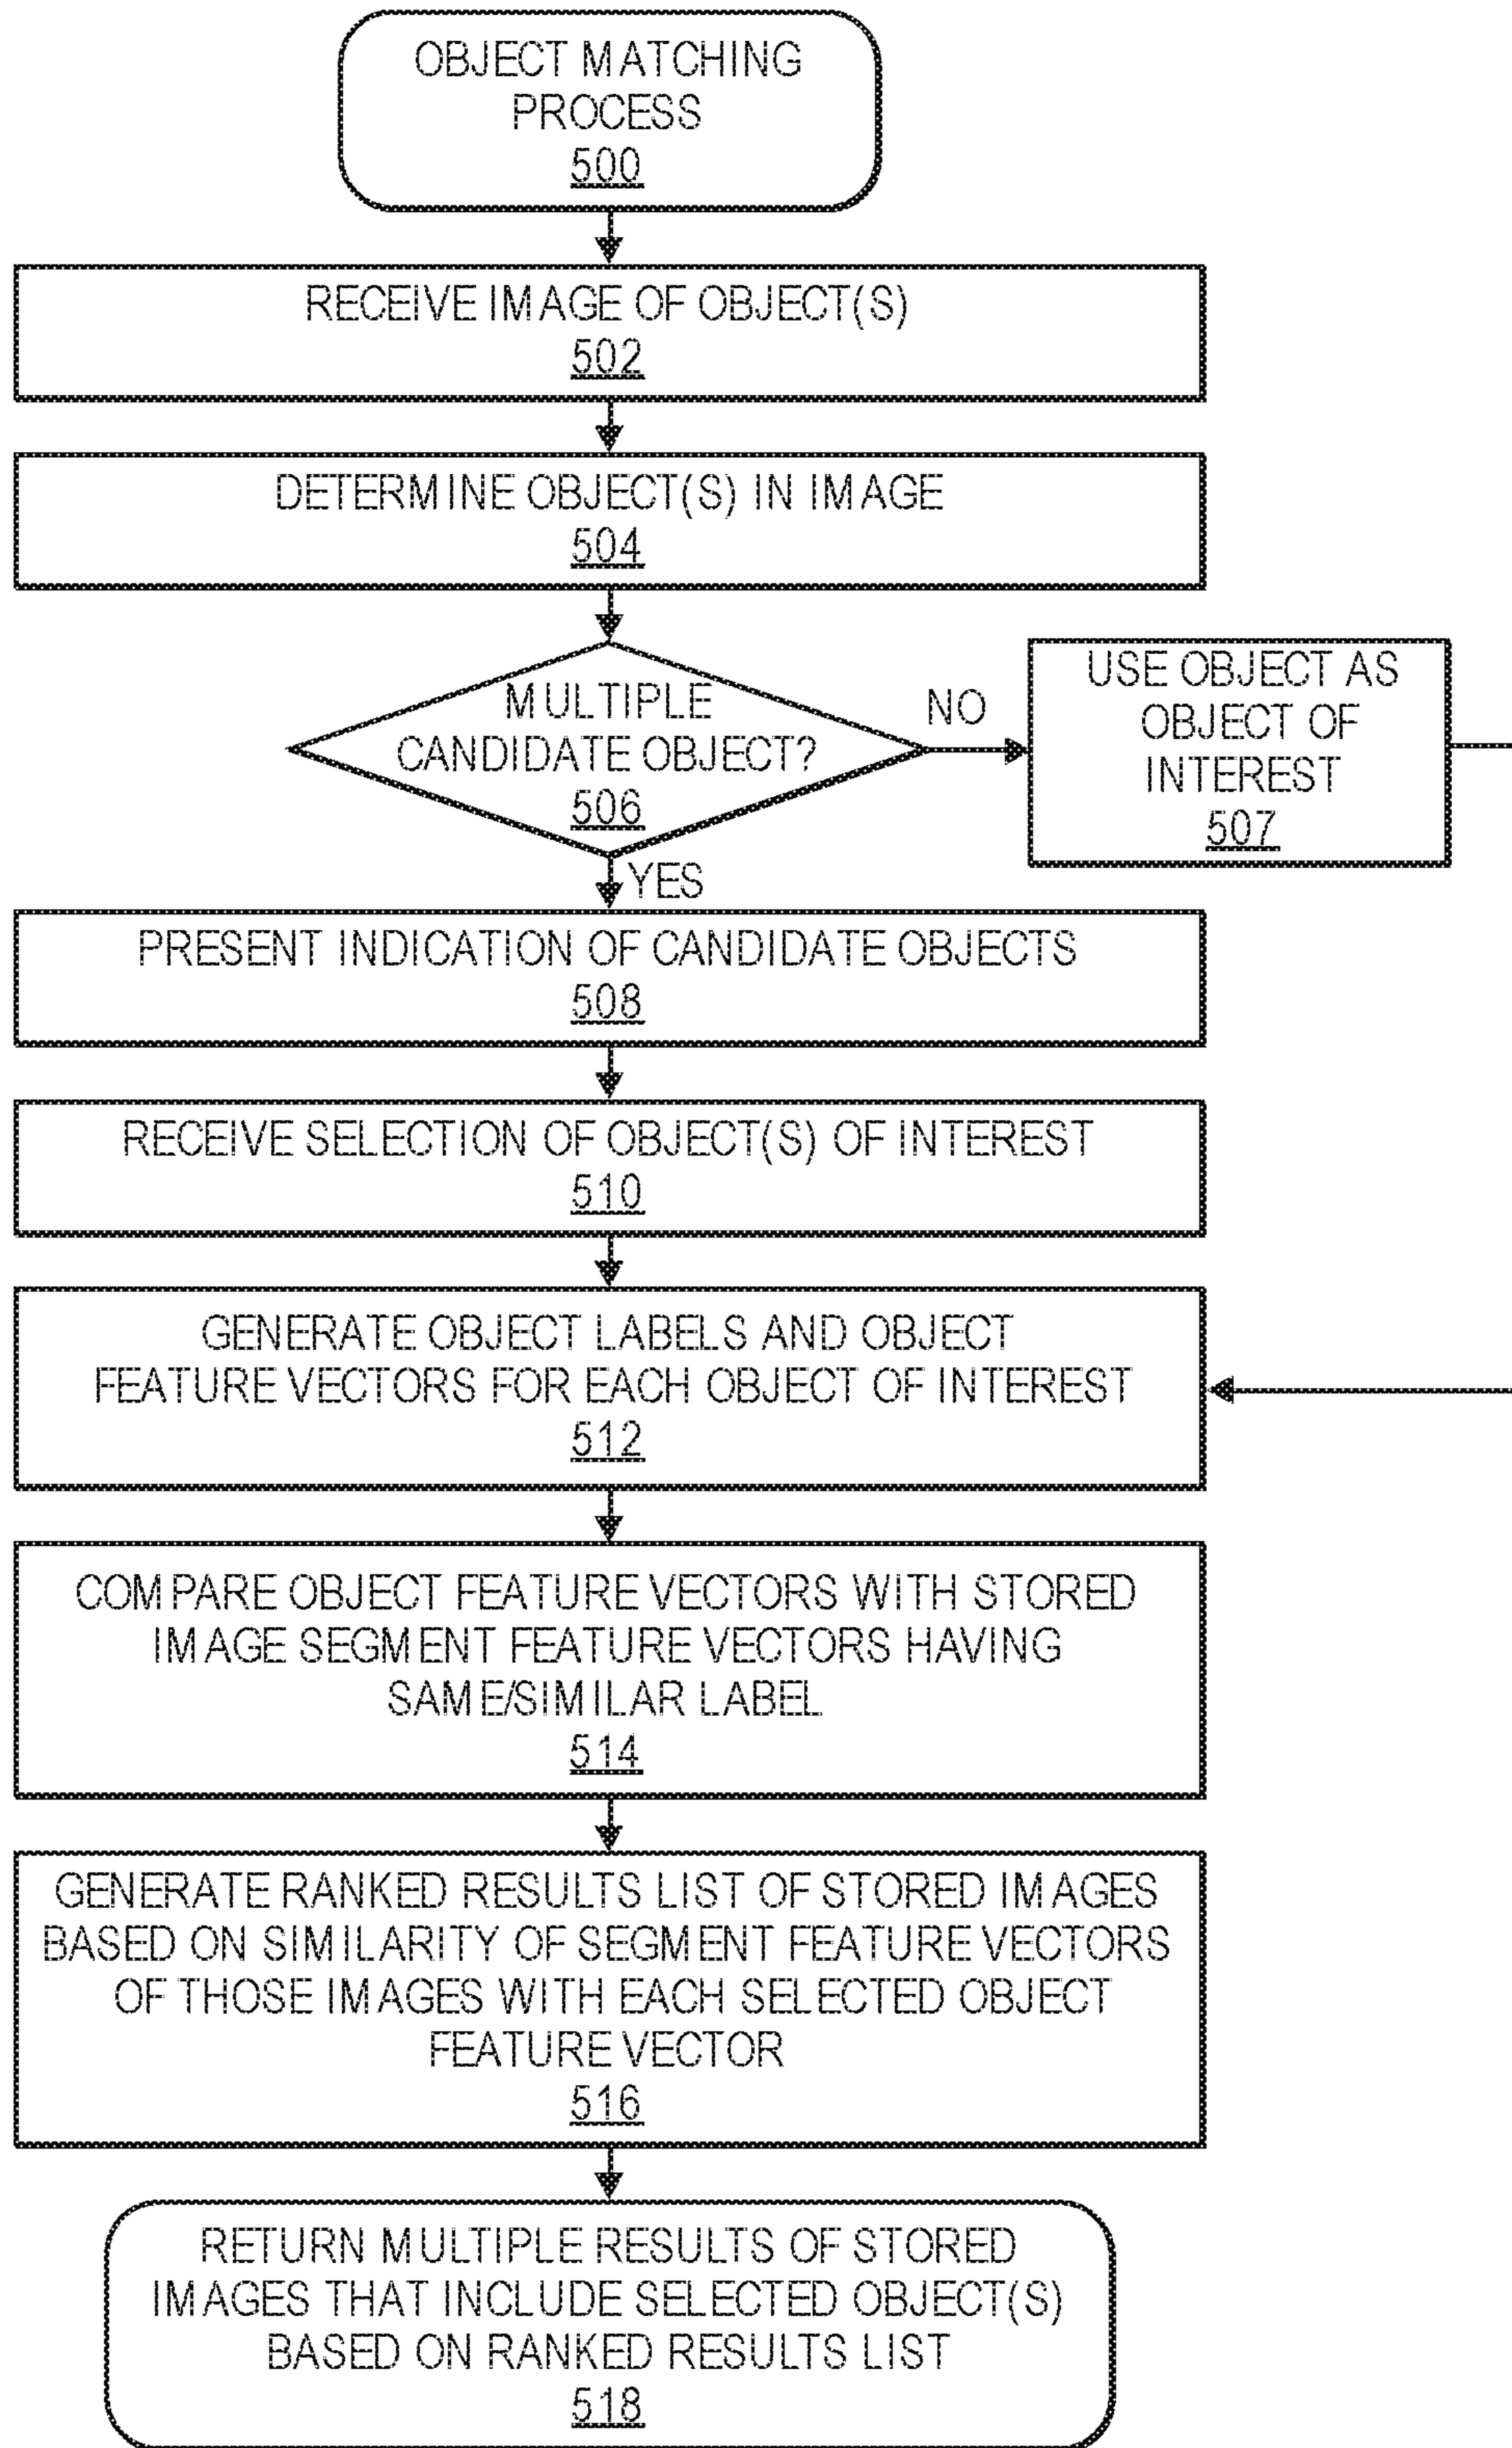 OBJECT MATCHING
PROCESS
500
RECEIVE IMAGE OF OBJECT(S)
502
DETERMINE OBJECT(S) IN IMAGE
504
MULTIPLE
CANDIDATE OBJECT?
506
NO
USE OBJECT AS
OBJECT OF
INTEREST
507
YES
PRESENT INDICATION OF CANDIDATE OBJECTS
508
RECEIVE SELECTION OF OBJECT(S) OF INTEREST
510
GENERATE OBJECT LABELS AND OBJECT
FEATURE VECTORS FOR EACH OBJECT OF INTEREST
512
COMPARE OBJECT FEATURE VECTORS WITH STORED
IMAGE SEGMENT FEATURE VECTORS HAVING
SAME/SIMILAR LABEL
514
GENERATE RANKED RESULTS LIST OF STORED IMAGES
BASED ON SIMILARITY OF SEGMENT FEATURE VECTORS
OF THOSE IMAGES WITH EACH SELECTED OBJECT
FEATURE VECTOR
516
RETURN MULTIPLE RESULTS OF STORED
IMAGES THAT INCLUDE SELECTED OBJECT(S)
BASED ON RANKED RESULTS LIST
518